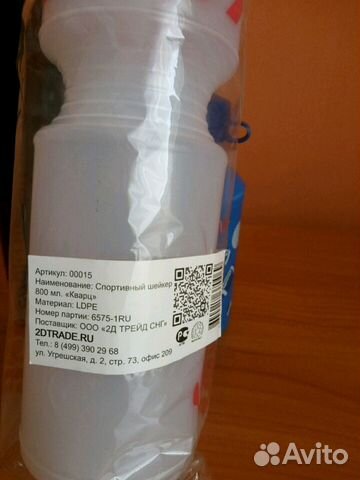 Артикул: 00015
Наименование: Спортивный шейкер
800 мл. «Кварц»
Материал: LDPE
Номер партии: 6575-1RU
Поставщик: ООО «2Д ТРЕЙД СНГ»
2DTRADE.RU
Тел.: 8 (499) 390 29 68
ул. Угрешская, д. 2, стр. 73, офис 209
Avito